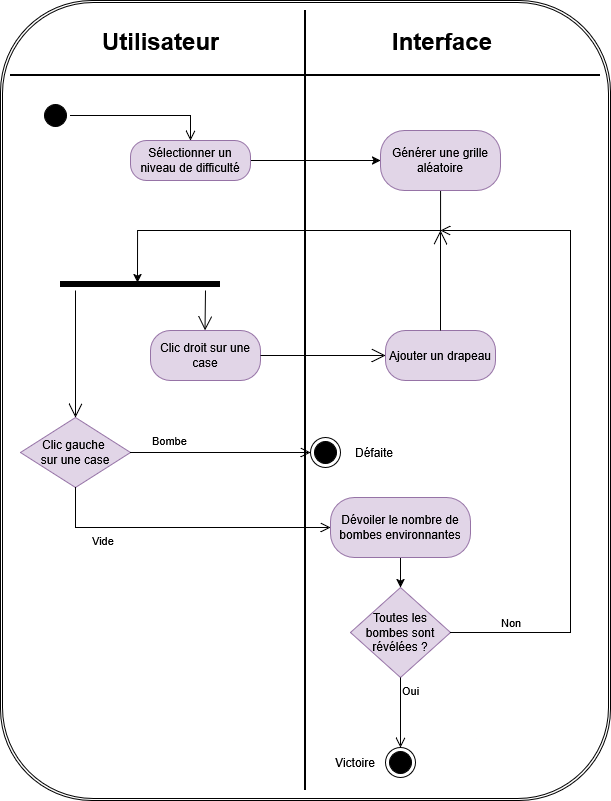 Utilisateur
Interface
Sélectionner un
niveau de difficulté
Générer une grille
aléatoire
Clic droit sur une
case
Ajouter un drapeau
Clic gauche
sur une case
Bombe
Défaite
Dévoiler le nombre de
bombes environnantes
Vide
Toutes les
bombes sont
révélées ?
Non
Oui
Victoire